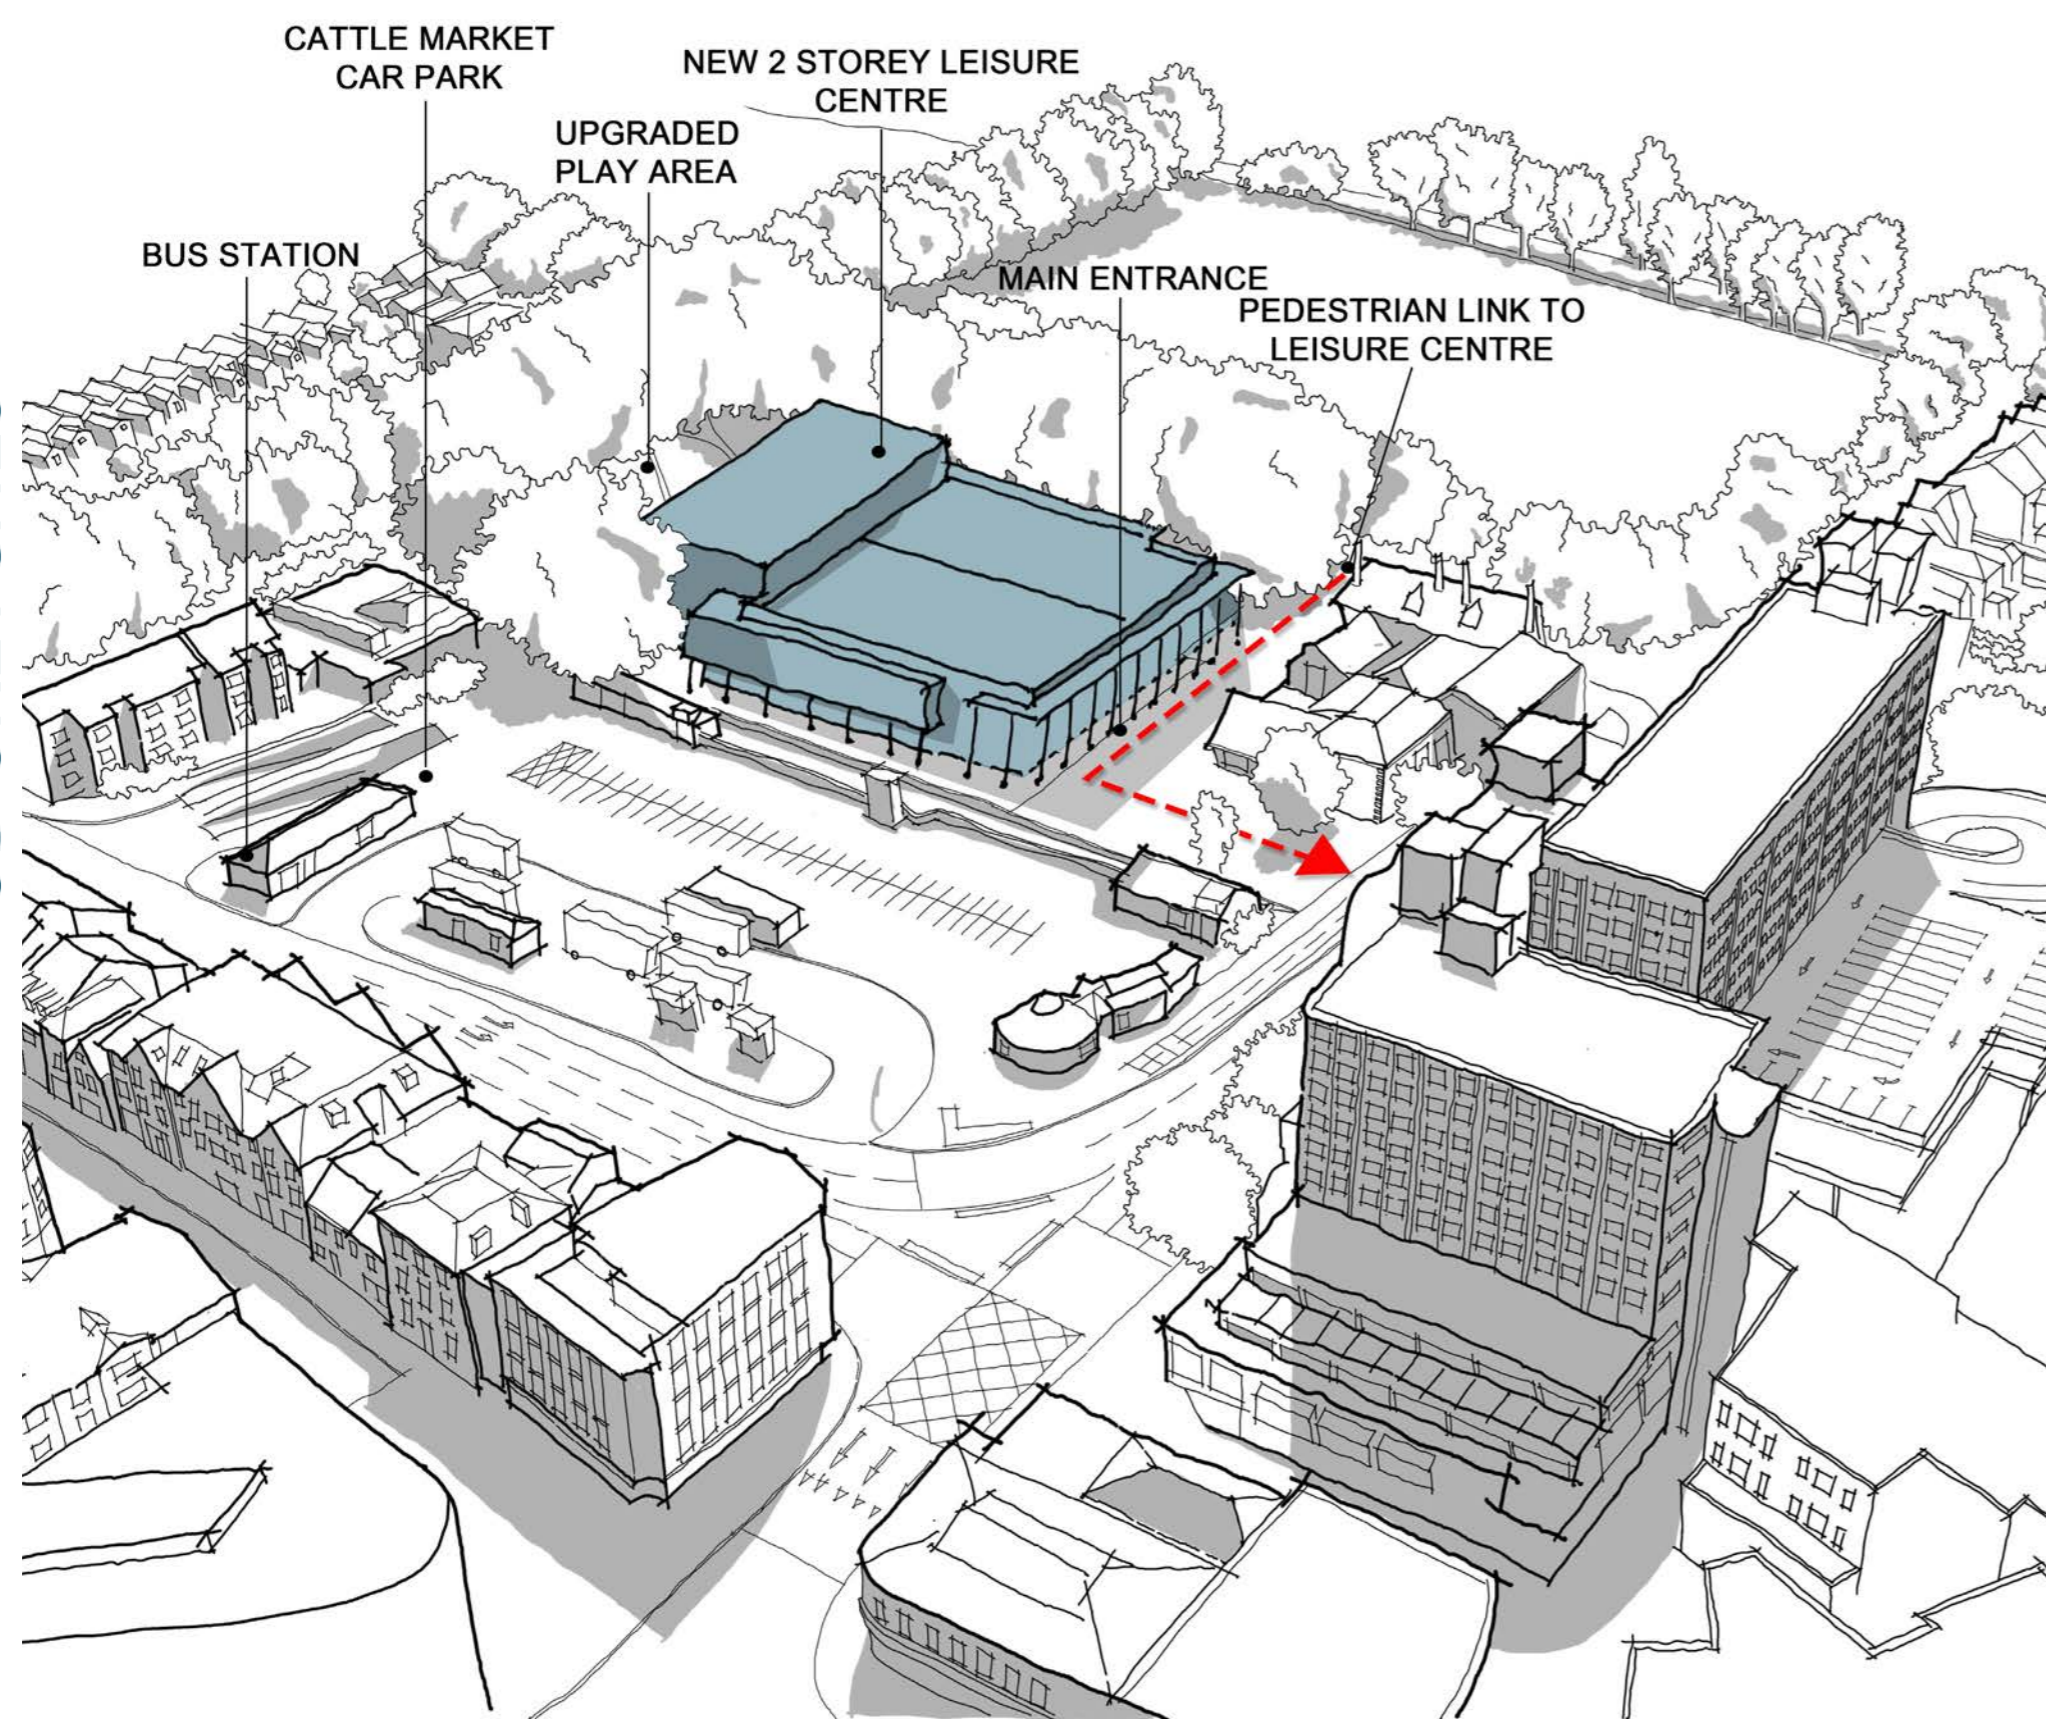 CATTLE MARKET
CAR PARK
NEW 2 STOREY LEISURE
CENTRE
UPGRADED
PLAY AREA
BUS STATION
MAIN ENTRANCE
PEDESTRIAN LINK TO
LEISURE CENTRE